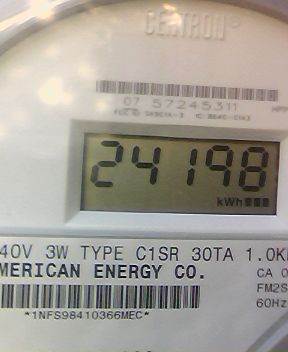 CENTRON®
07 57245311
24198
kWh
40V 3W TYPE C1SR 30TA 1.0K
MERICAN ENERGY CO.
CA 0
FM2S
60Hz
*1NFS98410366MEC*